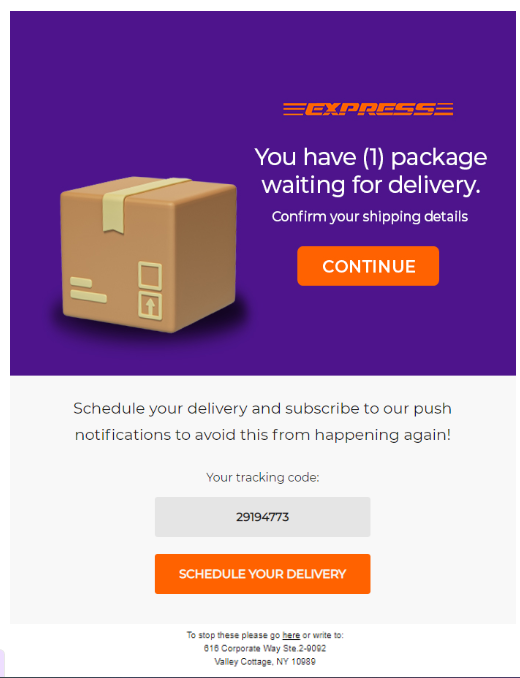 EXPRESS
You have (1) package
waiting for delivery.
Confirm your shipping details
CONTINUE
Schedule your delivery and subscribe to our push
notifications to avoid this from happening again!
Your tracking code:
29194773
SCHEDULE YOUR DELIVERY
To stop these please go here or write to:
616 Corporate Way Ste.2-9092
Valley Cottage, NY 10989